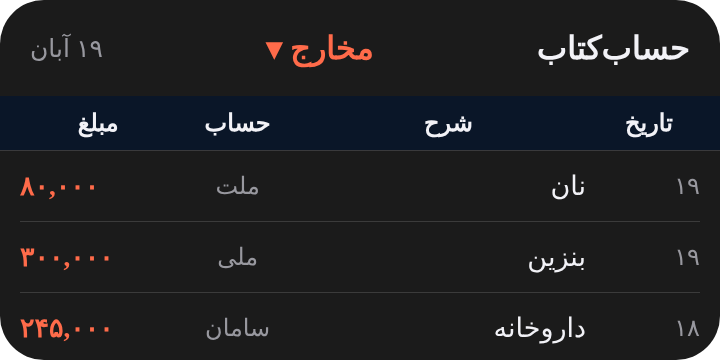 حساب‌کتاب مخارج ▼ ۱۹ آبان
تاریخ شرح حساب مبلغ
۱۹ نان ملت ۸۰,۰۰۰
۱۹ بنزین ملی ۳۰۰,۰۰۰
۱۸ داروخانه سامان ۲۴۵,۰۰۰